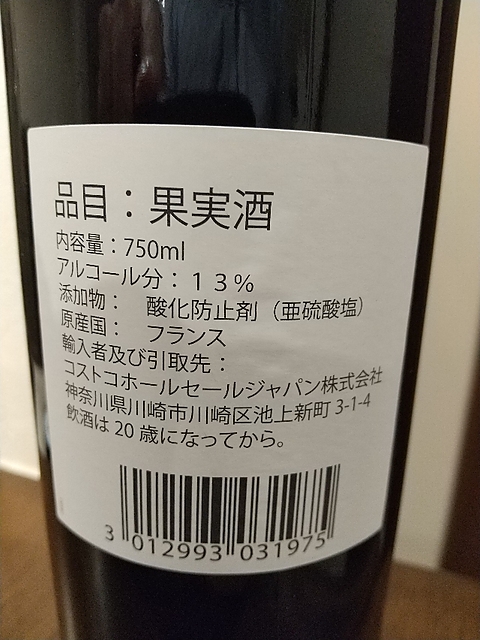 品目：果実酒
内容量：750ml
アルコール分：１３％
添加物：　酸化防止剤（亜硫酸塩）
原産国：　フランス
輸入者及び引取先：
コストコホールセールジャパン株式会社
神奈川県川崎市川崎区池上新町 3-1-4
飲酒は 20 歳になってから。
3 012993 031975